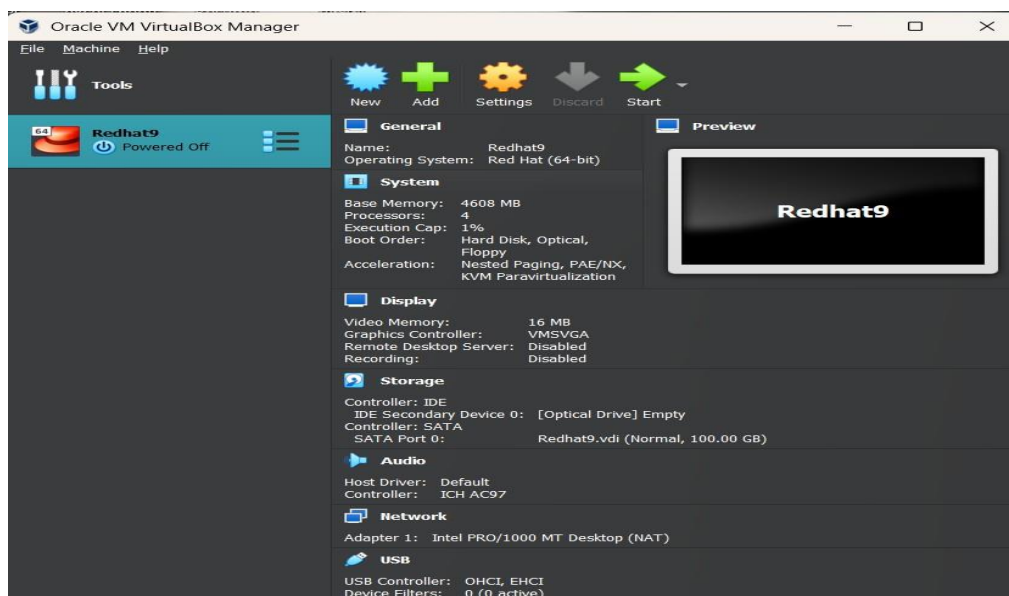 Oracle VM VirtualBox Manager
File Machine Help
Tools
New Add Settings Discard Start
64
Redhat9
Powered Off
General
Name: Redhat9
Operating System: Red Hat (64-bit)
Preview
Redhat9
System
Base Memory: 4608 MB
Processors: 4
Execution Cap: 1%
Boot Order: Hard Disk, Optical,
Floppy
Acceleration: Nested Paging, PAE/NX,
KVM Paravirtualization
Display
Video Memory: 16 MB
Graphics Controller: VMSVGA
Remote Desktop Server: Disabled
Recording: Disabled
Storage
Controller: IDE
IDE Secondary Device 0: [Optical Drive] Empty
Controller: SATA
SATA Port 0: Redhat9.vdi (Normal, 100.00 GB)
Audio
Host Driver: Default
Controller: ICH AC97
Network
Adapter 1: Intel PRO/1000 MT Desktop (NAT)
USB
USB Controller: OHCI, EHCI
Device Filters: 0 (0 active)